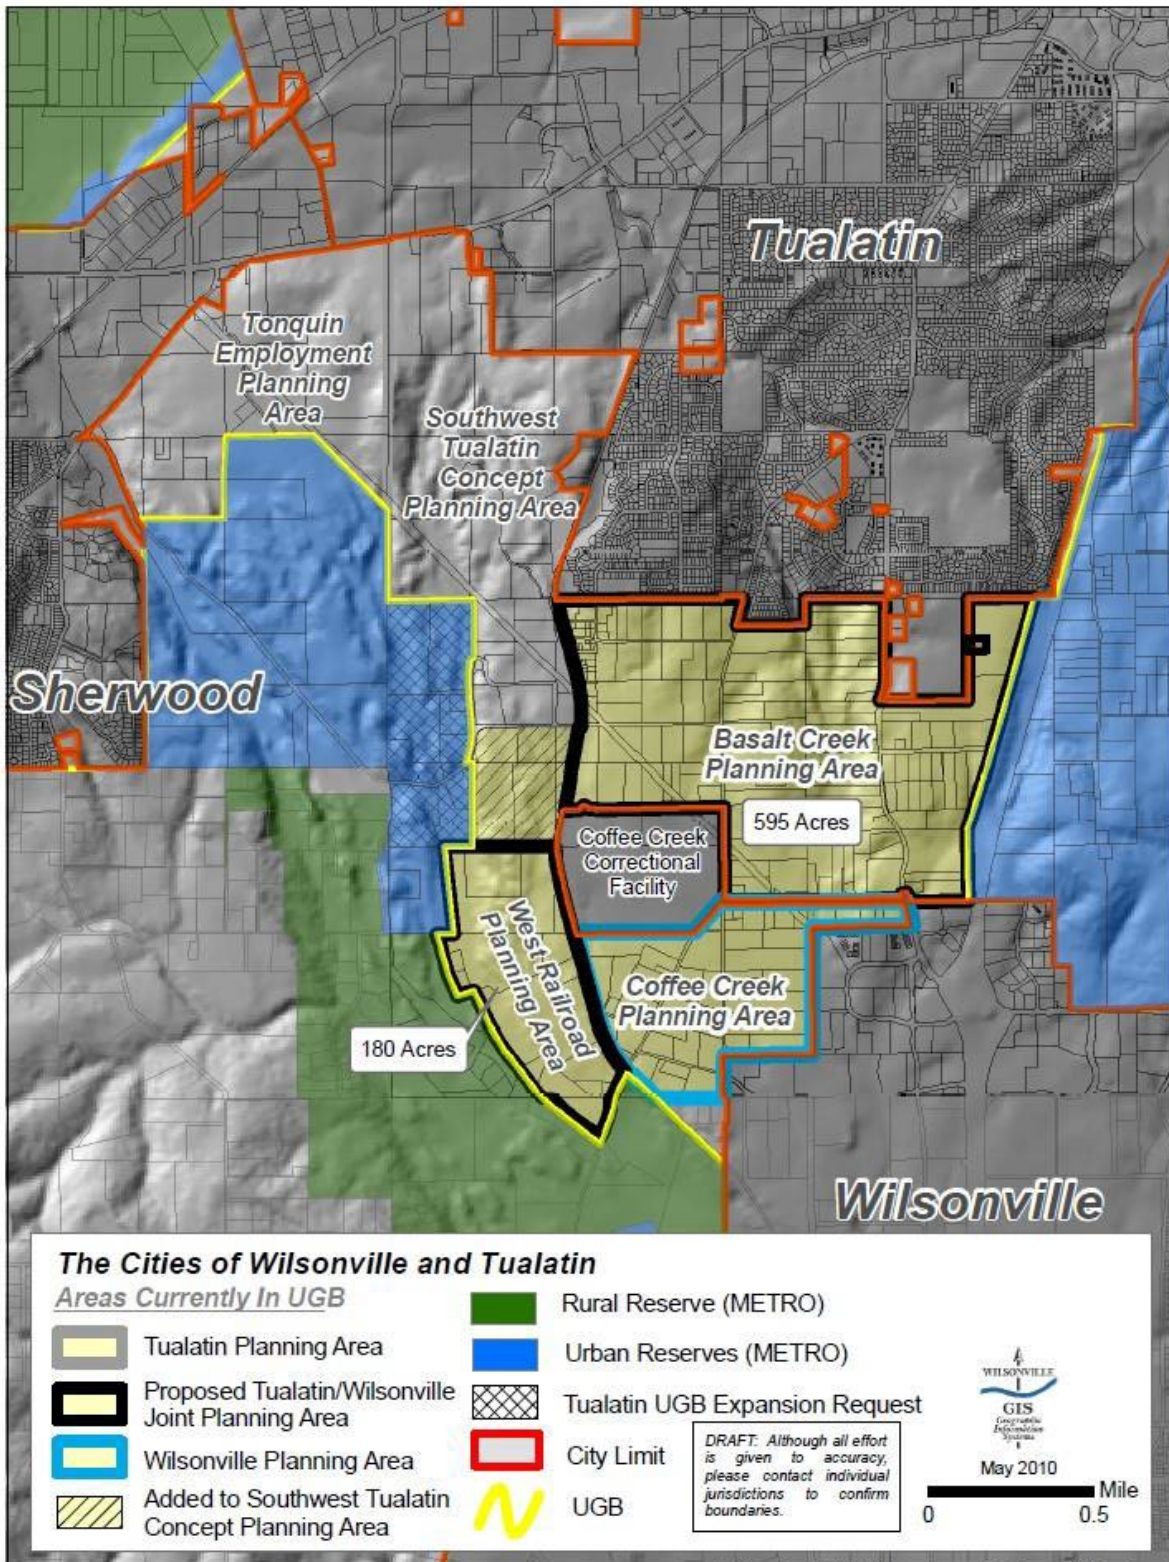 Tualatin
Tonquin
Employment
Planning
Area
Southwest
Tualatin
Concept
Planning Area
Sherwood
Basalt Creek
Planning Area
595 Acres
Coffee Creek
Correctional
Facility
West Railroad
Planning Area
Coffee Creek
Planning Area
180 Acres
Wilsonville
The Cities of Wilsonville and Tualatin
Areas Currently In UGB
Tualatin Planning Area
Proposed Tualatin/Wilsonville
Joint Planning Area
Wilsonville Planning Area
Added to Southwest Tualatin
Concept Planning Area
Rural Reserve (METRO)
Urban Reserves (METRO)
Tualatin UGB Expansion Request
City Limit
UGB
DRAFT: Although all effort
is given to accuracy,
please contact individual
jurisdictions to confirm
boundaries.
WILSONVILLE
GIS
Geographic
Information
Systems
May 2010
Mile
0 0.5